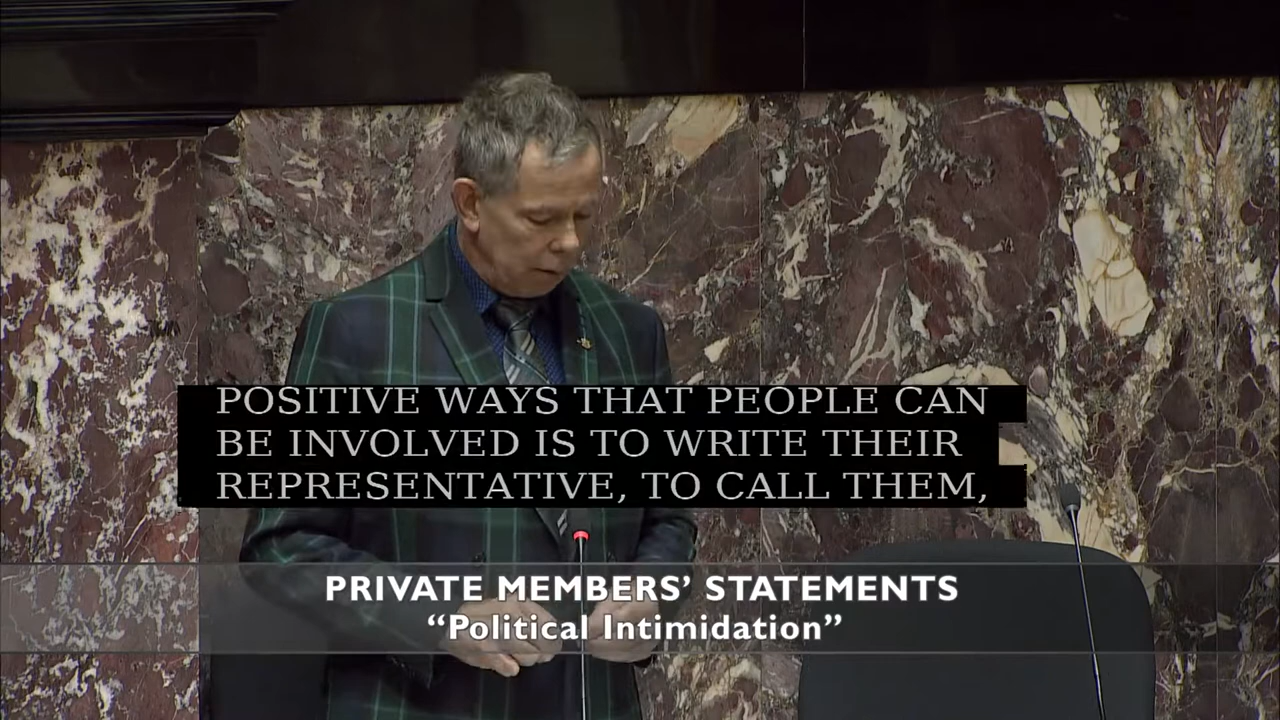 POSITIVE WAYS THAT PEOPLE CAN
BE INVOLVED IS TO WRITE THEIR
REPRESENTATIVE, TO CALL THEM,
PRIVATE MEMBERS’ STATEMENTS
“Political Intimidation”